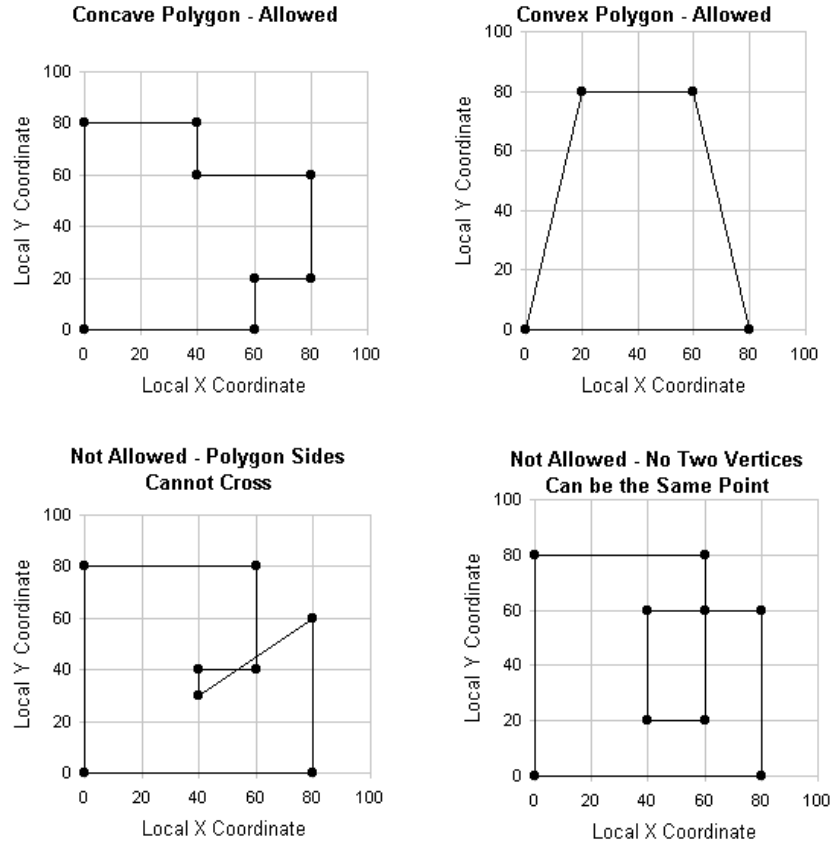 Concave Polygon - Allowed
100
80
60
40
20
0
0 20 40 60 80 100
Local Y Coordinate
Local X Coordinate
Convex Polygon - Allowed
100
80
60
40
20
0
0 20 40 60 80 100
Local Y Coordinate
Local X Coordinate
Not Allowed - Polygon Sides
Cannot Cross
100
80
60
40
20
0
0 20 40 60 80 100
Local Y Coordinate
Local X Coordinate
Not Allowed - No Two Vertices
Can be the Same Point
100
80
60
40
20
0
0 20 40 60 80 100
Local Y Coordinate
Local X Coordinate